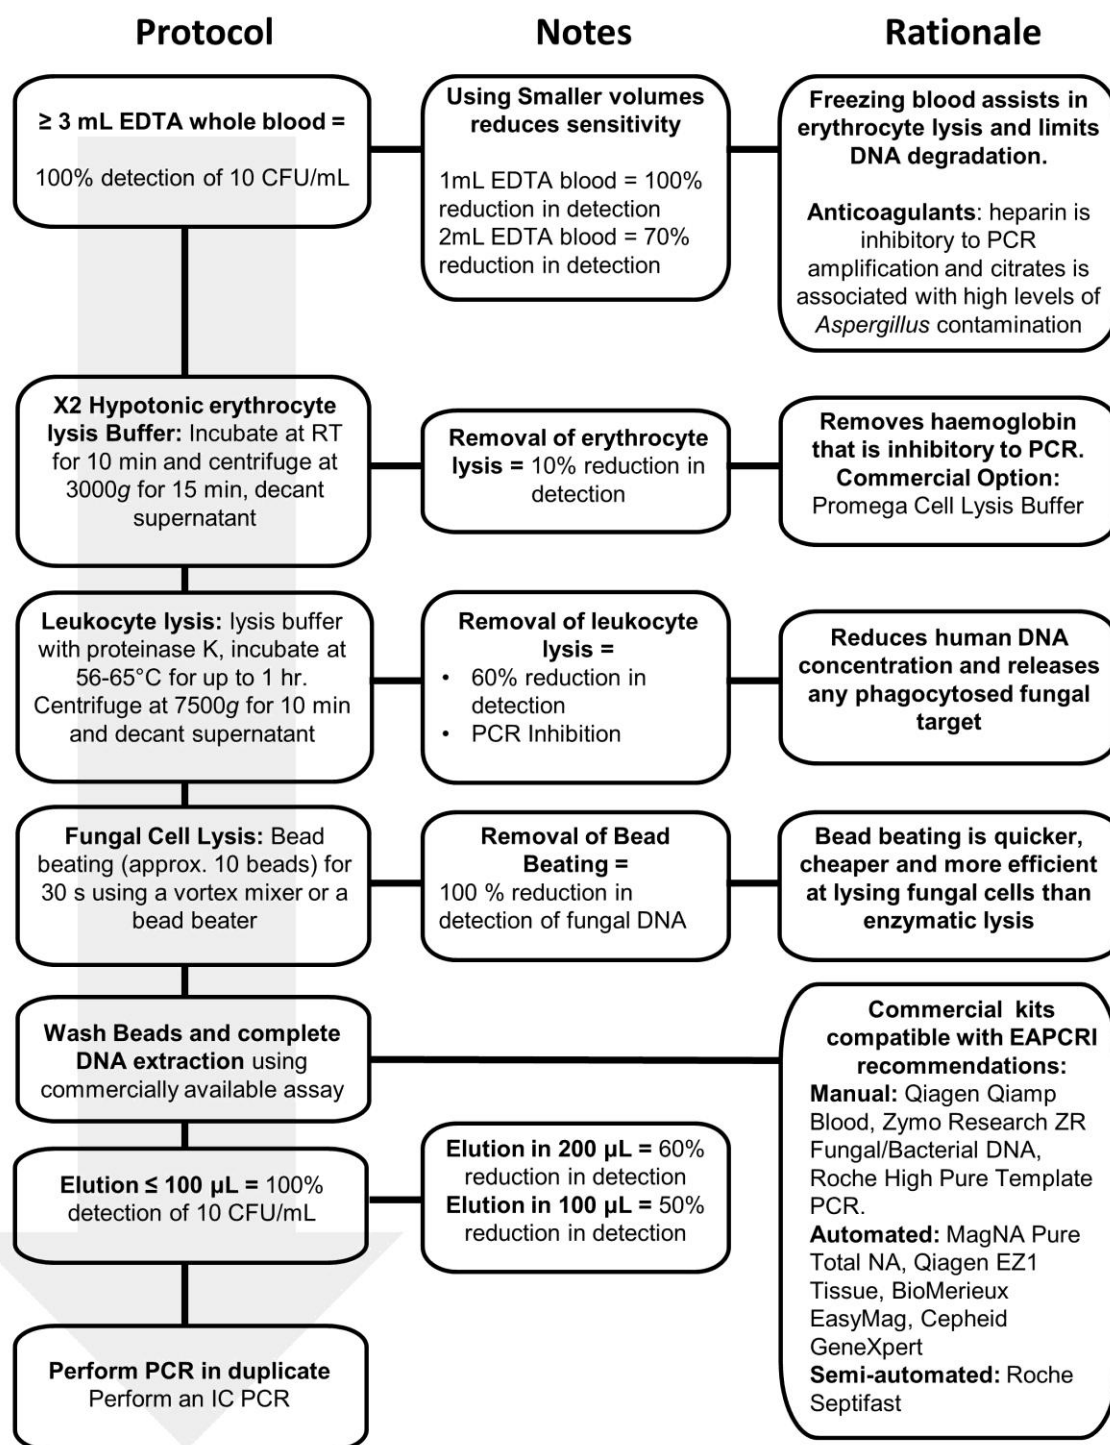 Protocol
Notes
Rationale
≥ 3 mL EDTA whole blood =
100% detection of 10 CFU/mL
Using Smaller volumes
reduces sensitivity
1mL EDTA blood = 100%
reduction in detection
2mL EDTA blood = 70%
reduction in detection
Freezing blood assists in
erythrocyte lysis and limits
DNA degradation.
Anticoagulants: heparin is
inhibitory to PCR
amplification and citrates is
associated with high levels of
Aspergillus contamination
X2 Hypotonic erythrocyte
lysis Buffer: Incubate at RT
for 10 min and centrifuge at
3000g for 15 min, decant
supernatant
Removal of erythrocyte
lysis = 10% reduction in
detection
Removes haemoglobin
that is inhibitory to PCR.
Commercial Option:
Promega Cell Lysis Buffer
Leukocyte lysis: lysis buffer
with proteinase K, incubate at
56-65°C for up to 1 hr.
Centrifuge at 7500g for 10 min
and decant supernatant
Removal of leukocyte
lysis =
• 60% reduction in
detection
• PCR Inhibition
Reduces human DNA
concentration and releases
any phagocytosed fungal
target
Fungal Cell Lysis: Bead
beating (approx. 10 beads) for
30 s using a vortex mixer or a
bead beater
Removal of Bead
Beating =
100 % reduction in
detection of fungal DNA
Bead beating is quicker,
cheaper and more efficient
at lysing fungal cells than
enzymatic lysis
Wash Beads and complete
DNA extraction using
commercially available assay
Commercial kits
compatible with EAPCRI
recommendations:
Manual: Qiagen Qiamp
Blood, Zymo Research ZR
Fungal/Bacterial DNA,
Roche High Pure Template
PCR.
Automated: MagNA Pure
Total NA, Qiagen EZ1
Tissue, BioMerieux
EasyMag, Cepheid
GeneXpert
Semi-automated: Roche
Septifast
Elution ≤ 100 µL = 100%
detection of 10 CFU/mL
Elution in 200 µL = 60%
reduction in detection
Elution in 100 µL = 50%
reduction in detection
Perform PCR in duplicate
Perform an IC PCR